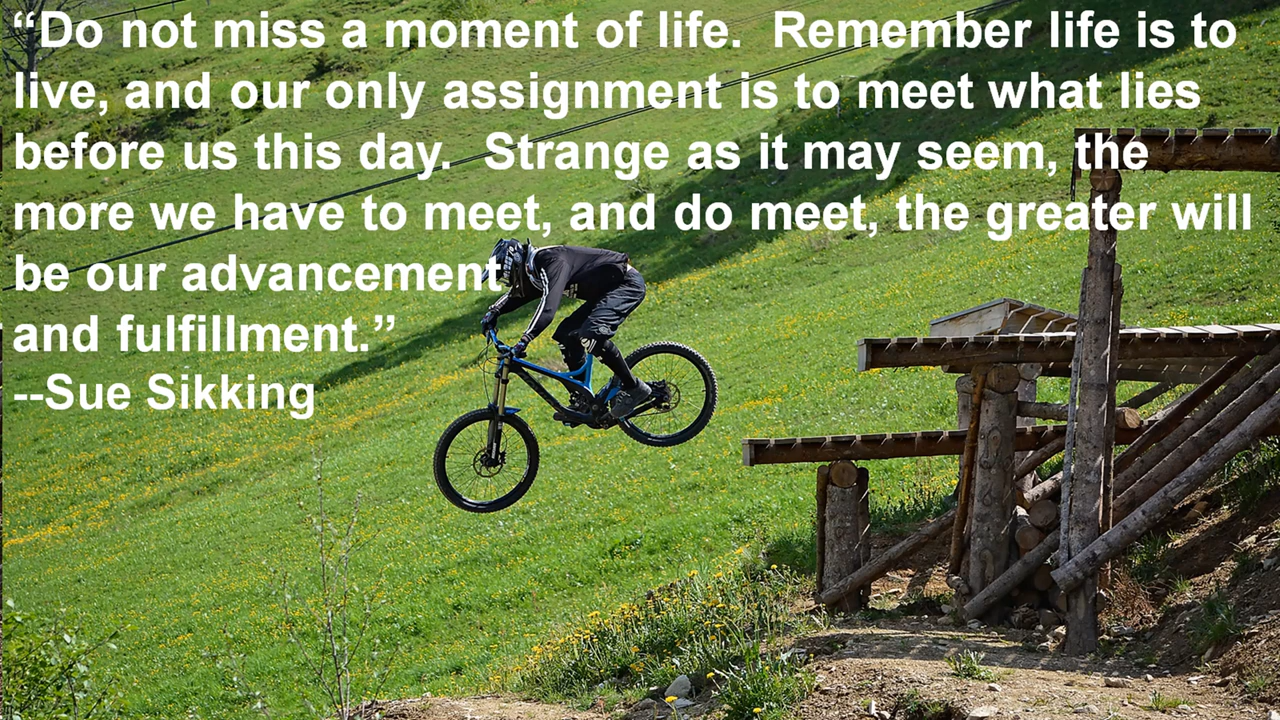 “Do not miss a moment of life.  Remember life is to
live, and our only assignment is to meet what lies
before us this day.  Strange as it may seem, the
more we have to meet, and do meet, the greater will
be our advancement
and fulfillment.”
--Sue Sikking